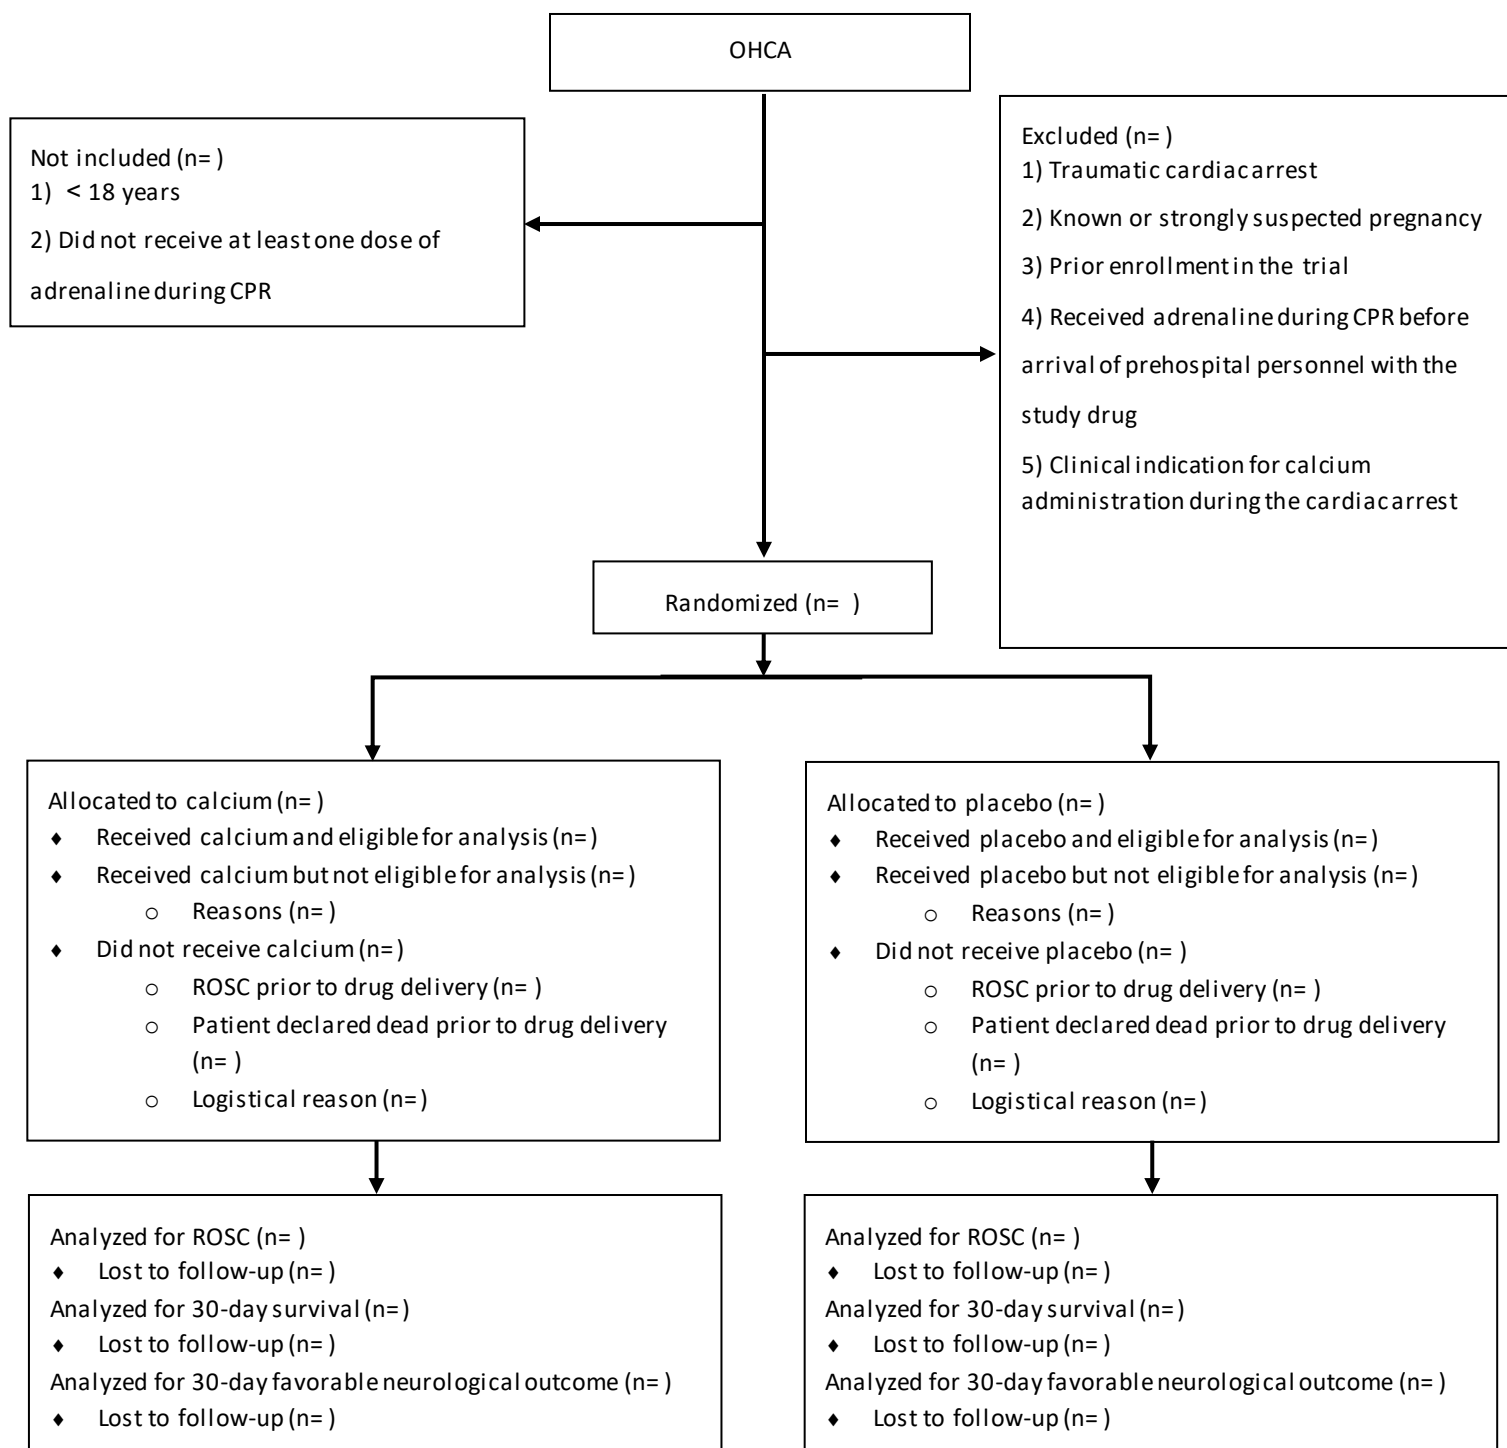 OHCA
Not included (n= )
1) < 18 years
2) Did not receive at least one dose of
adrenaline during CPR
Excluded (n= )
1) Traumatic cardiac arrest
2) Known or strongly suspected pregnancy
3) Prior enrollment in the trial
4) Received adrenaline during CPR before
arrival of prehospital personnel with the
study drug
5) Clinical indication for calcium
administration during the cardiac arrest
Randomized (n= )
Allocated to calcium (n= )
♦ Received calcium and eligible for analysis (n= )
♦ Received calcium but not eligible for analysis (n= )
o Reasons (n= )
♦ Did not receive calcium (n= )
o ROSC prior to drug delivery (n= )
o Patient declared dead prior to drug delivery
(n= )
o Logistical reason (n= )
Allocated to placebo (n= )
♦ Received placebo and eligible for analysis (n= )
♦ Received placebo but not eligible for analysis (n= )
o Reasons (n= )
♦ Did not receive placebo (n= )
o ROSC prior to drug delivery (n= )
o Patient declared dead prior to drug delivery
(n= )
o Logistical reason (n= )
Analyzed for ROSC (n= )
♦ Lost to follow-up (n= )
Analyzed for 30-day survival (n= )
♦ Lost to follow-up (n= )
Analyzed for 30-day favorable neurological outcome (n= )
♦ Lost to follow-up (n= )
Analyzed for ROSC (n= )
♦ Lost to follow-up (n= )
Analyzed for 30-day survival (n= )
♦ Lost to follow-up (n= )
Analyzed for 30-day favorable neurological outcome (n= )
♦ Lost to follow-up (n= )